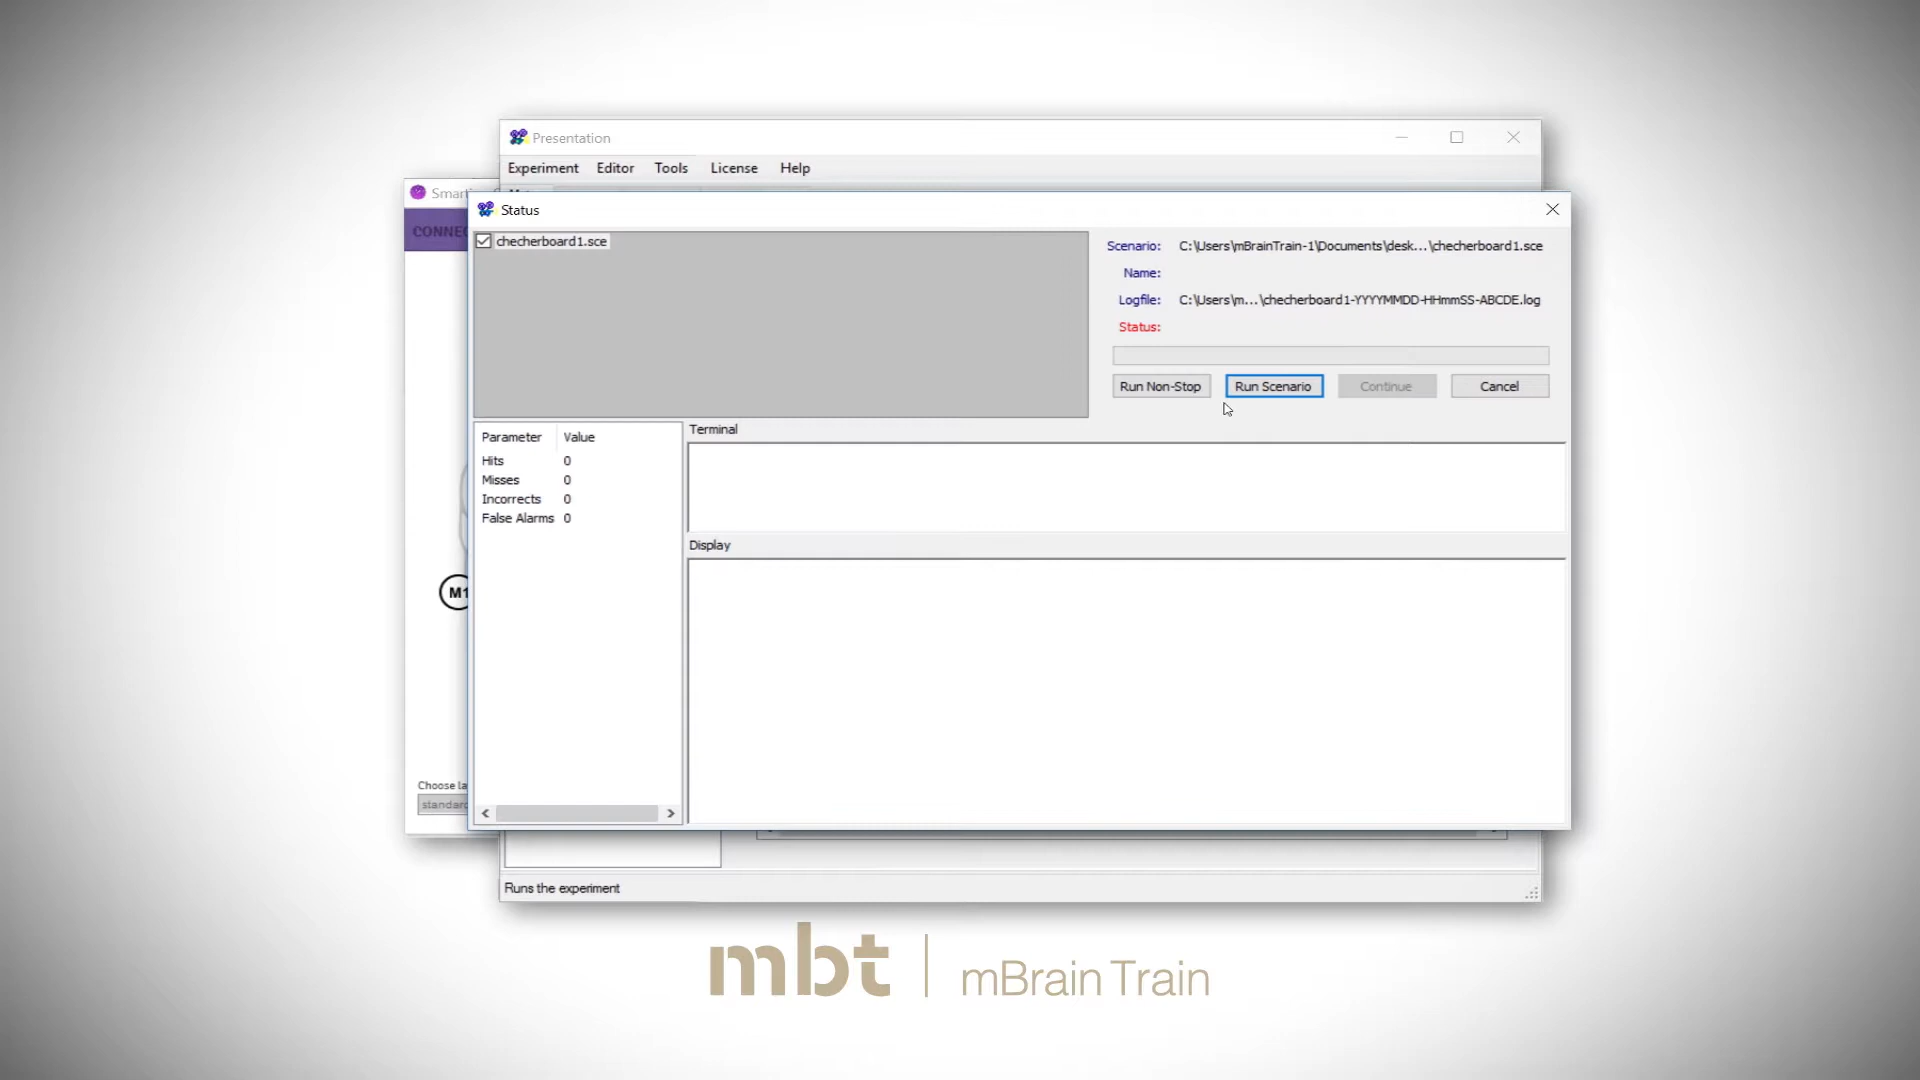 Presentation
Experiment Editor Tools License Help
Smarti
CONNE
Status
checherboard1.sce
Scenario: C:\Users\mBrainTrain-1\Documents\desk...\checherboard1.sce
Name:
Logfile: C:\Users\m...\checherboard1-YYYYMMDD-HHmmSS-ABCDE.log
Status:
Run Non-Stop Run Scenario Continue Cancel
Parameter Value
Hits 0
Misses 0
Incorrects 0
False Alarms 0
Terminal
Display
M1
Choose la
standard
Runs the experiment
mbt | mBrain Train